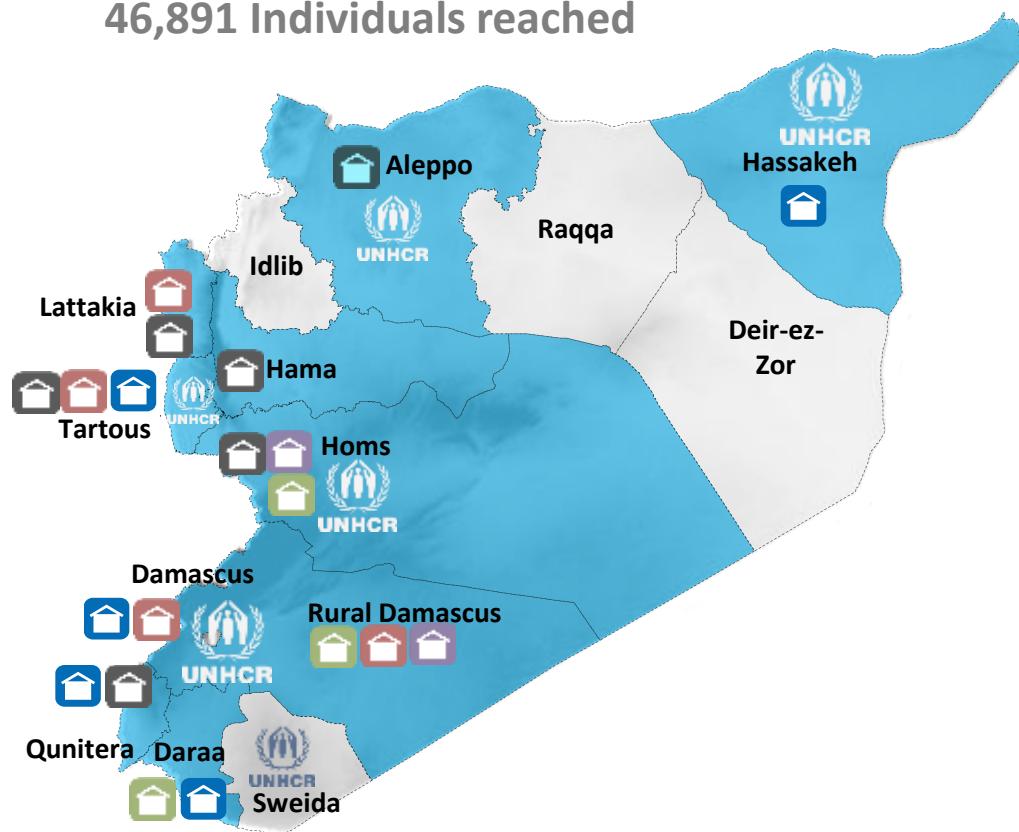 46,891 Individuals reached
UNHCR
Hassakeh
Aleppo
UNHCR
Raqqa
Idlib
Lattakia
Deir-ez-
Zor
Hama
UNHCR
Tartous
Homs
UNHCR
Damascus
Rural Damascus
UNHCR
Qunitera
Daraa
UNHCR
Sweida